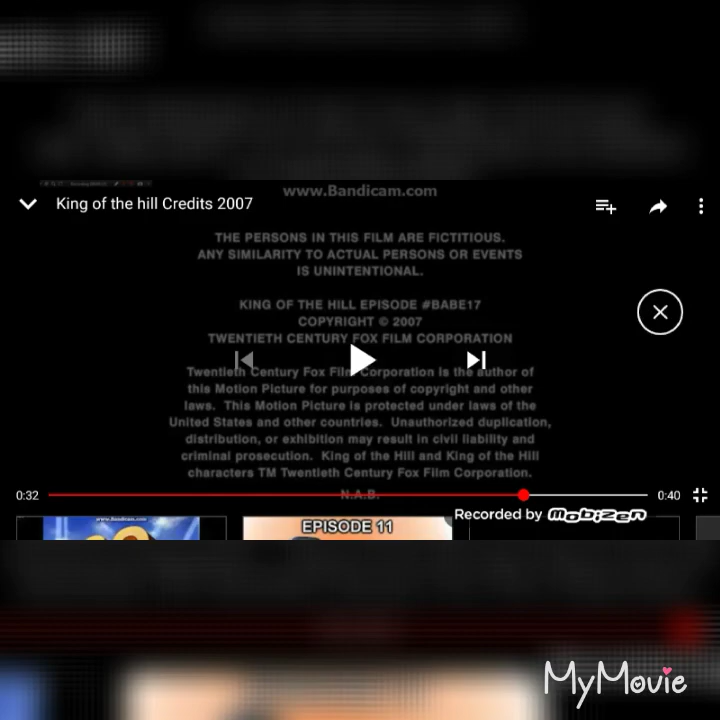 www.Bandicam.com
King of the hill Credits 2007
THE PERSONS IN THIS FILM ARE FICTITIOUS.
ANY SIMILARITY TO ACTUAL PERSONS OR EVENTS
IS UNINTENTIONAL.
KING OF THE HILL EPISODE #BABE17
COPYRIGHT © 2007
TWENTIETH CENTURY FOX FILM CORPORATION
Twentieth Century Fox Film Corporation is the author of
this Motion Picture for purposes of copyright and other
laws. This Motion Picture is protected under laws of the
United States and other countries. Unauthorized duplication,
distribution, or exhibition may result in civil liability and
criminal prosecution. King of the Hill and King of the Hill
characters TM Twentieth Century Fox Film Corporation.
N.A.B.
0:32
0:40
Recorded by mobizen
www.Bandicam.com
EPISODE 11
MyMovie